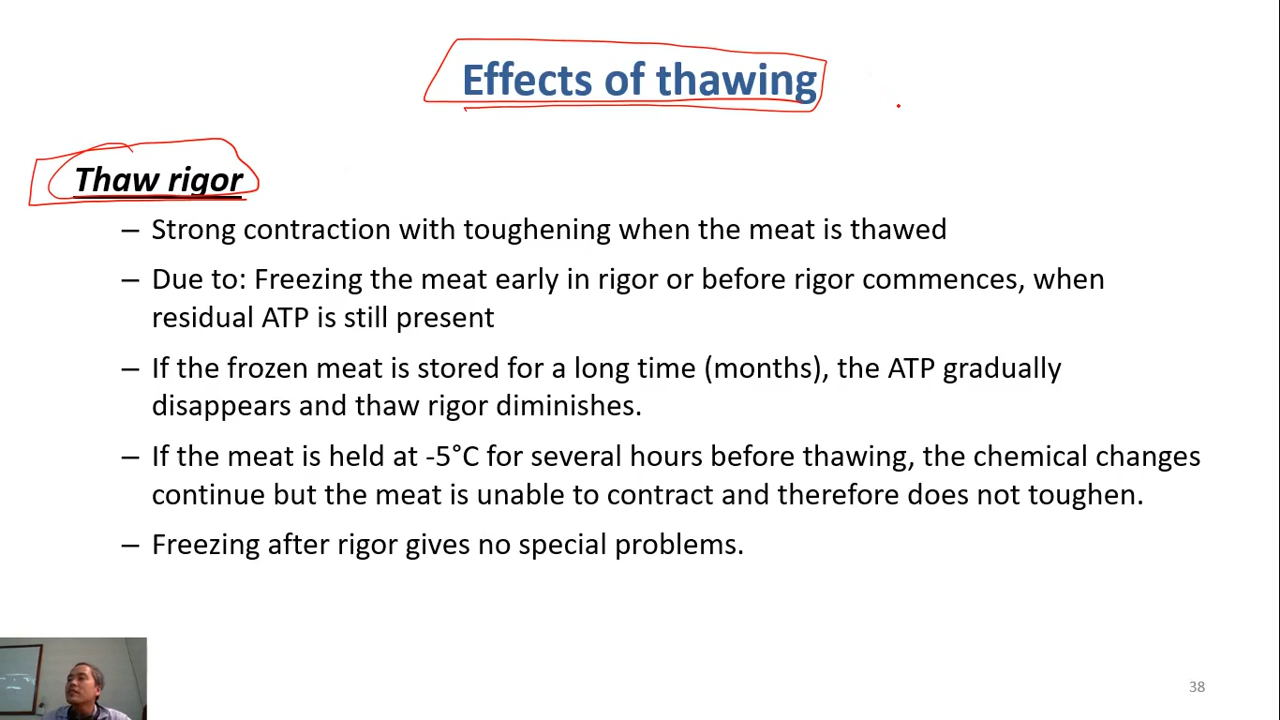 Effects of thawing
Thaw rigor
– Strong contraction with toughening when the meat is thawed
– Due to: Freezing the meat early in rigor or before rigor commences, when
residual ATP is still present
– If the frozen meat is stored for a long time (months), the ATP gradually
disappears and thaw rigor diminishes.
– If the meat is held at -5°C for several hours before thawing, the chemical changes
continue but the meat is unable to contract and therefore does not toughen.
– Freezing after rigor gives no special problems.
38